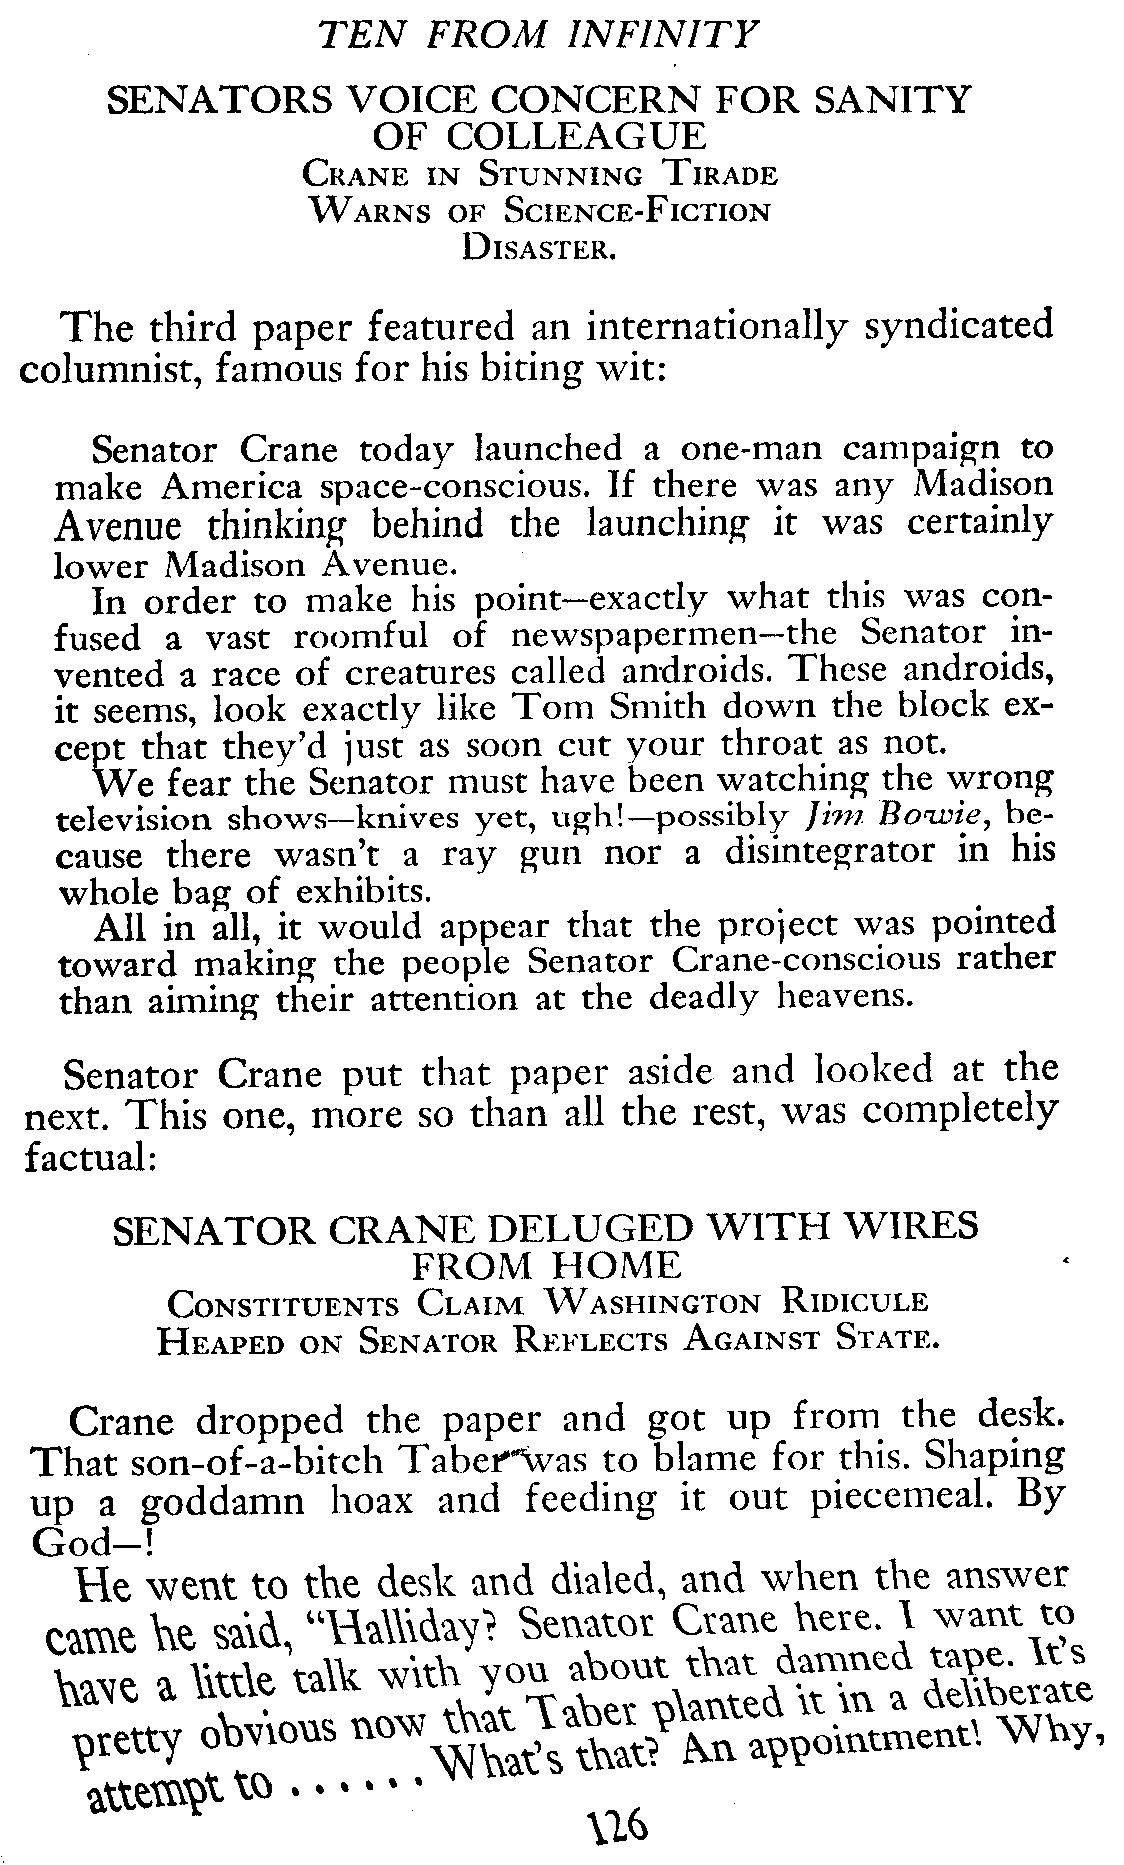 TEN FROM INFINITY
SENATORS VOICE CONCERN FOR SANITY
OF COLLEAGUE
CRANE IN STUNNING TIRADE
WARNS OF SCIENCE-FICTION
DISASTER.
The third paper featured an internationally syndicated
columnist, famous for his biting wit:
Senator Crane today launched a one-man campaign to
make America space-conscious. If there was any Madison
Avenue thinking behind the launching it was certainly
lower Madison Avenue.
In order to make his point—exactly what this was con-
fused a vast roomful of newspapermen—the Senator in-
vented a race of creatures called androids. These androids,
it seems, look exactly like Tom Smith down the block ex-
cept that they'd just as soon cut your throat as not.
We fear the Senator must have been watching the wrong
television shows—knives yet, ugh!—possibly Jim Bowie, be-
cause there wasn't a ray gun nor a disintegrator in his
whole bag of exhibits.
All in all, it would appear that the project was pointed
toward making the people Senator Crane-conscious rather
than aiming their attention at the deadly heavens.
Senator Crane put that paper aside and looked at the
next. This one, more so than all the rest, was completely
factual:
SENATOR CRANE DELUGED WITH WIRES
FROM HOME
CONSTITUENTS CLAIM WASHINGTON RIDICULE
HEAPED ON SENATOR REFLECTS AGAINST STATE.
Crane dropped the paper and got up from the desk.
That son-of-a-bitch Taber was to blame for this. Shaping
up a goddamn hoax and feeding it out piecemeal. By
God—!
He went to the desk and dialed, and when the answer
came he said, "Halliday? Senator Crane here. I want to
have a little talk with you about that damned tape. It's
pretty obvious now that Taber planted it in a deliberate
attempt to . . . . . . What's that? An appointment! Why,
126